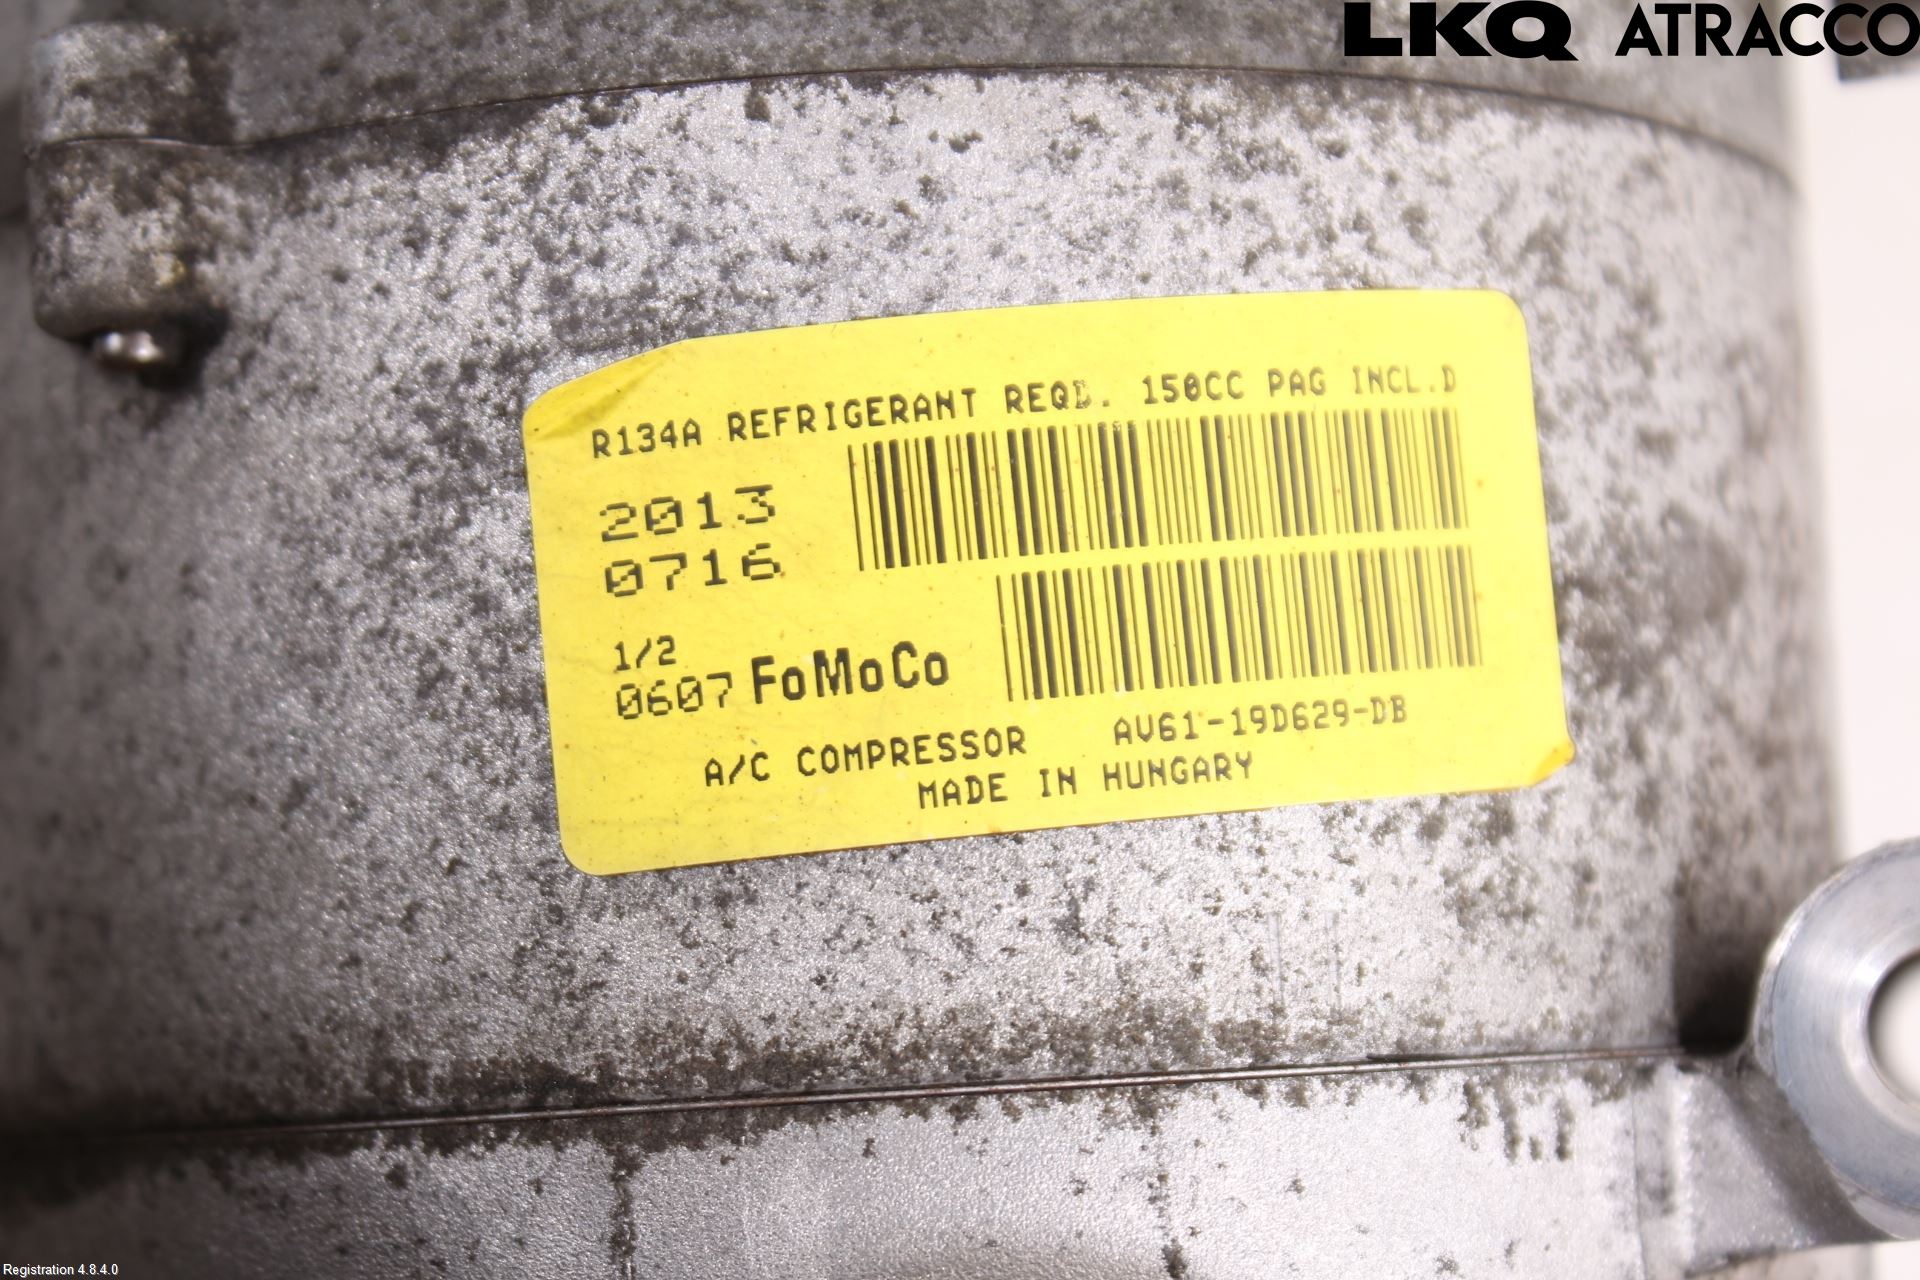 LKQ ATRACCO
R134A REFRIGERANT REQD. 150CC PAG INCL.D
2013
0716
1/2
0607 FoMoCo
A/C COMPRESSOR AV61-19D629-DB
MADE IN HUNGARY
Registration 4.8.4.0